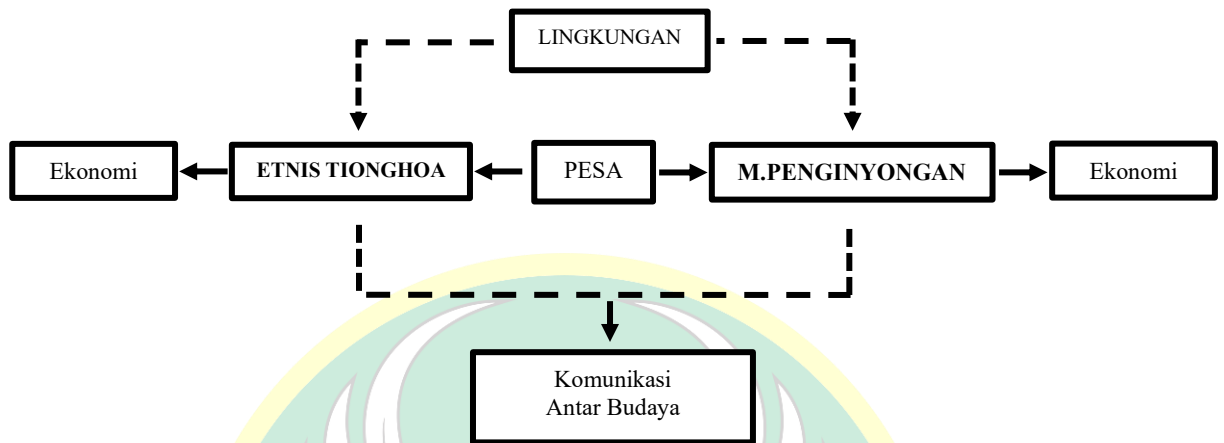 LINGKUNGAN
Ekonomi
ETNIS TIONGHOA
PESA
M.PENGINYONGAN
Ekonomi
Komunikasi
Antar Budaya